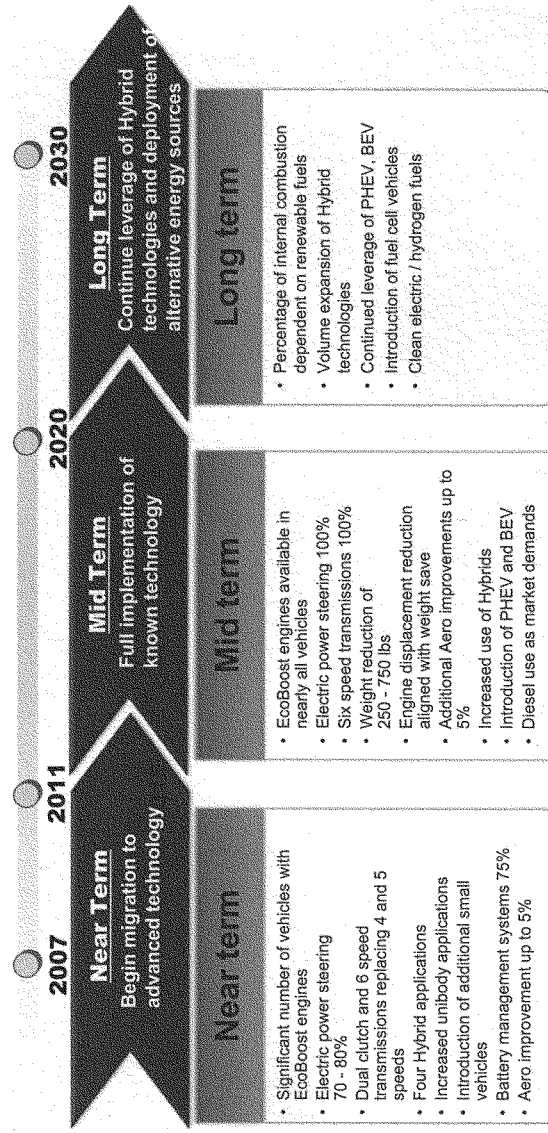 2007
2011
2020
2030
Near Term
Begin migration to
advanced technology
Mid Term
Full implementation of
known technology
Long Term
Continue leverage of Hybrid
technologies and deployment of
alternative energy sources
Near term
• Significant number of vehicles with
EcoBoost engines
• Electric power steering
70 - 80%
• Dual clutch and 6 speed
transmissions replacing 4 and 5
speeds
• Four Hybrid applications
• Increased unibody applications
• Introduction of additional small
vehicles
• Battery management systems 75%
• Aero improvement up to 5%
Mid term
• EcoBoost engines available in
nearly all vehicles
• Electric power steering 100%
• Six speed transmissions 100%
• Weight reduction of
250 - 750 lbs
• Engine displacement reduction
aligned with weight save
• Additional Aero improvements up to
5%
• Increased use of Hybrids
• Introduction of PHEV and BEV
• Diesel use as market demands
Long term
• Percentage of internal combustion
dependent on renewable fuels
• Volume expansion of Hybrid
technologies
• Continued leverage of PHEV, BEV
• Introduction of fuel cell vehicles
• Clean electric / hydrogen fuels